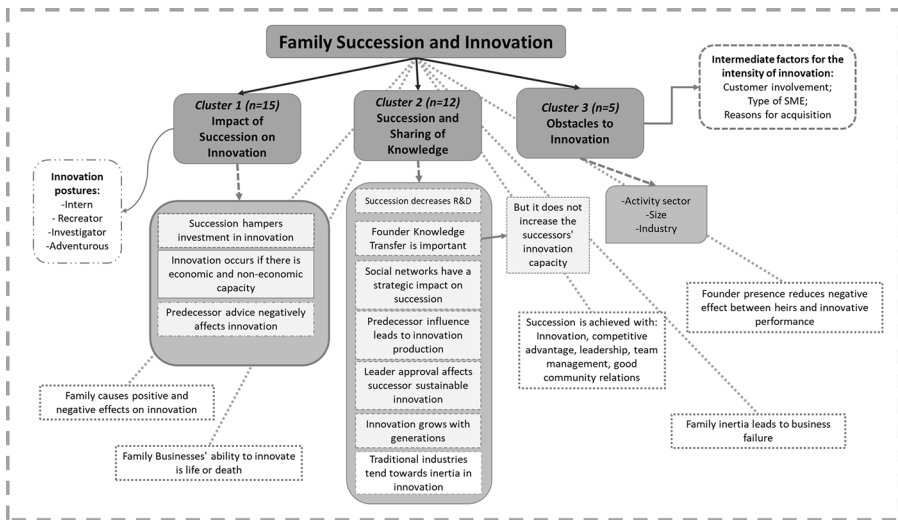 Family Succession and Innovation
Cluster 1 (n=15)
Impact of
Succession on
Innovation
Cluster 2 (n=12)
Succession and
Sharing of
Knowledge
Cluster 3 (n=5)
Obstacles to
Innovation
Intermediate factors for the
intensity of innovation:
Customer involvement;
Type of SME;
Reasons for acquisition
Innovation
postures:
-Intern
- Recreator
-Investigator
-Adventurous
Succession hampers
investment in innovation
Innovation occurs if there is
economic and non-economic
capacity
Predecessor advice negatively
affects innovation
Succession decreases R&D
Founder Knowledge
Transfer is important
Social networks have a
strategic impact on
succession
Predecessor influence
leads to innovation
production
Leader approval affects
successor sustainable
innovation
Innovation grows with
generations
Traditional industries
tend towards inertia in
innovation
But it does not
increase the
successors'
innovation
capacity
-Activity sector
-Size
-Industry
Founder presence reduces negative
effect between heirs and innovative
performance
Succession is achieved with:
Innovation, competitive
advantage, leadership, team
management, good
community relations
Family causes positive and
negative effects on innovation
Family inertia leads to business
failure
Family Businesses' ability to innovate
is life or death